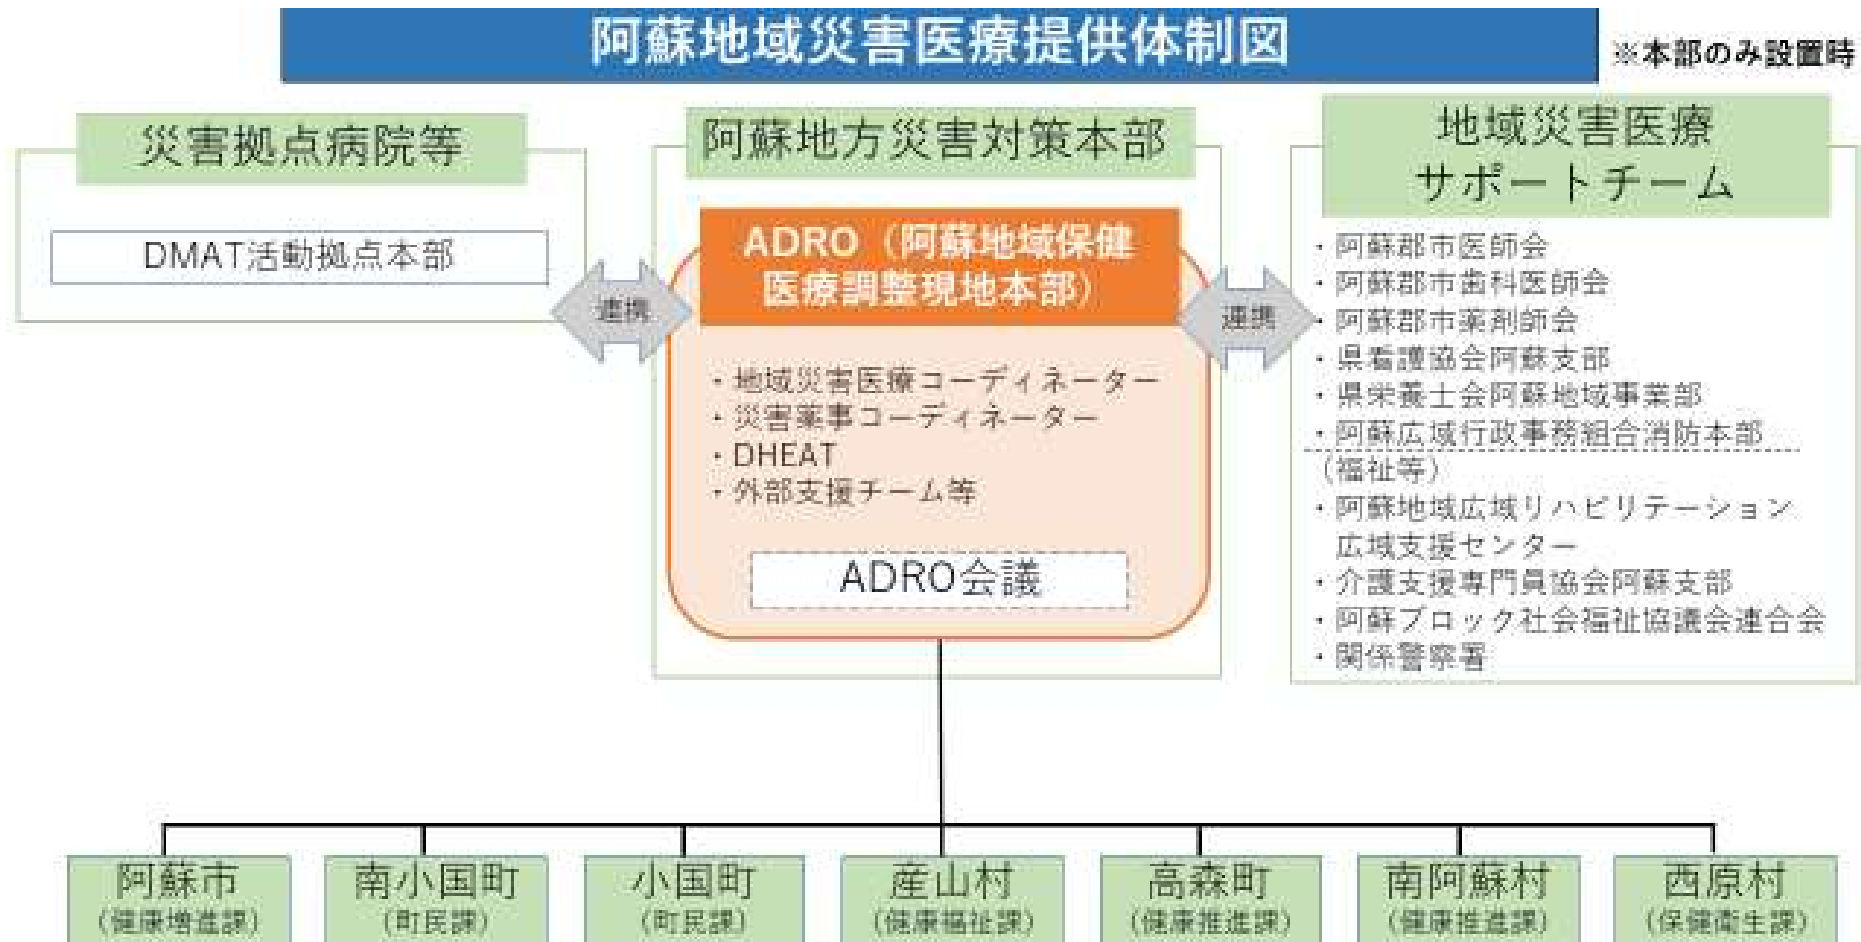 阿蘇地域災害医療提供体制図
※本部のみ設置時
災害拠点病院等
DMAT活動拠点本部
連携
阿蘇地方災害対策本部
ADRO（阿蘇地域保健
医療調整現地本部）
・地域災害医療コーディネーター
・災害薬事コーディネーター
・DHEAT
・外部支援チーム等
ADRO会議
連携
地域災害医療
サポートチーム
・阿蘇郡市医師会
・阿蘇郡市歯科医師会
・阿蘇郡市薬剤師会
・県看護協会阿蘇支部
・県栄養士会阿蘇地域事業部
・阿蘇広域行政事務組合消防本部
（福祉等）
・阿蘇地域広域リハビリテーション
広域支援センター
・介護支援専門員協会阿蘇支部
・阿蘇ブロック社会福祉協議会連合会
・関係警察署
阿蘇市
（健康増進課）
南小国町
（町民課）
小国町
（町民課）
産山村
（健康福祉課）
高森町
（健康推進課）
南阿蘇村
（健康推進課）
西原村
（保健衛生課）